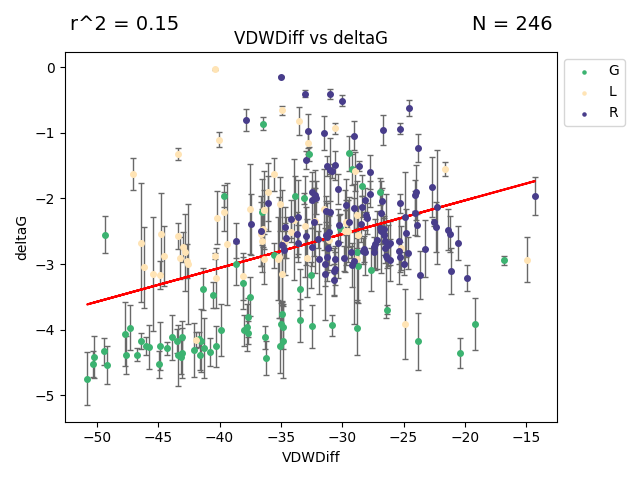 r^2 = 0.15
N = 246
VDWDiff vs deltaG
G
L
R
deltaG
0
−1
−2
−3
−4
−5
−50
−45
−40
−35
−30
−25
−20
−15
VDWDiff